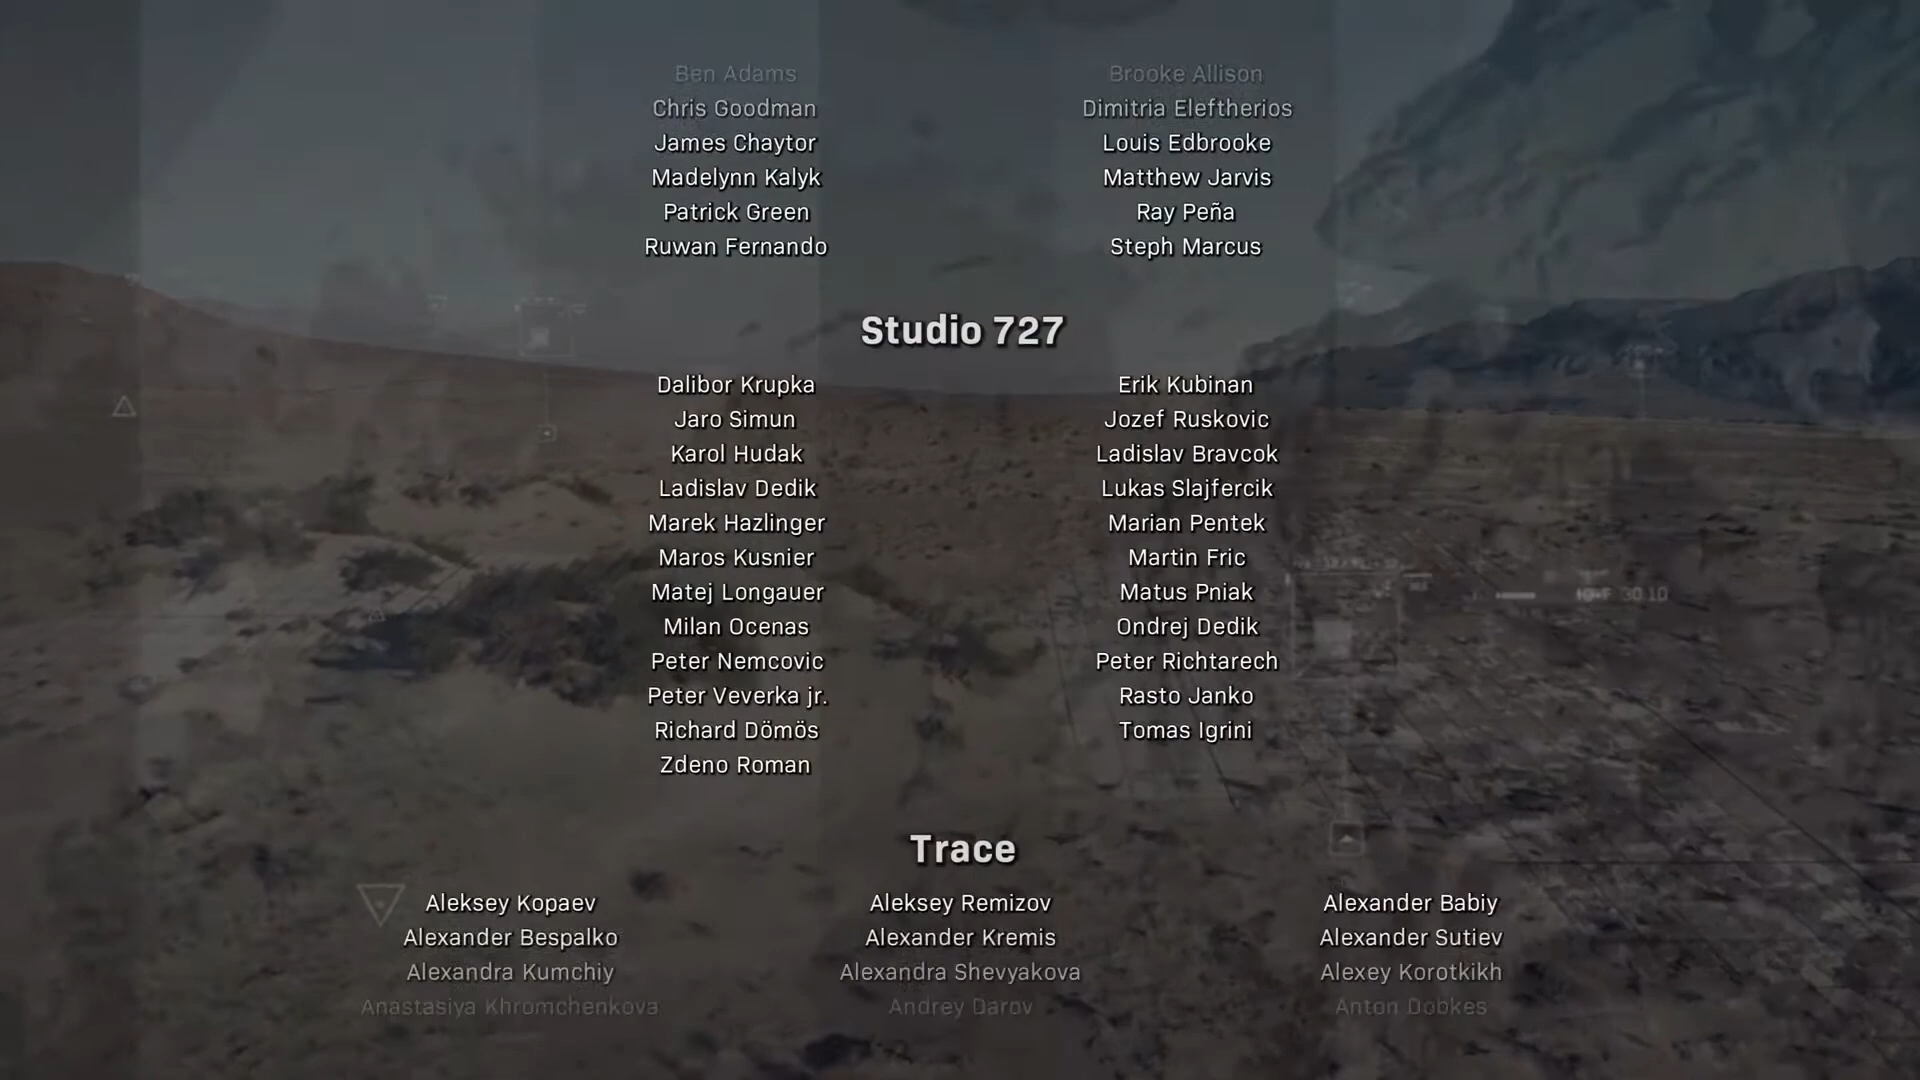 Ben Adams Brooke Allison
Chris Goodman Dimitria Eleftherios
James Chaytor Louis Edbrooke
Madelynn Kalyk Matthew Jarvis
Patrick Green Ray Peña
Ruwan Fernando Steph Marcus
Studio 727
Dalibor Krupka Erik Kubinan
Jaro Simun Jozef Ruskovic
Karol Hudak Ladislav Bravcok
Ladislav Dedik Lukas Slajfercik
Marek Hazlinger Marian Pentek
Maros Kusnier Martin Fric
Matej Longauer Matus Pniak
Milan Ocenas Ondrej Dedik
Peter Nemcovic Peter Richtarech
Peter Veverka jr. Rasto Janko
Richard Dömös Tomas Igrini
Zdeno Roman
Trace
Aleksey Kopaev Aleksey Remizov Alexander Babiy
Alexander Bespalko Alexander Kremis Alexander Sutiev
Alexandra Kumchiy Alexandra Shevyakova Alexey Korotkikh
Anastasiya Khromchenkova Andrey Darov Anton Dobkes